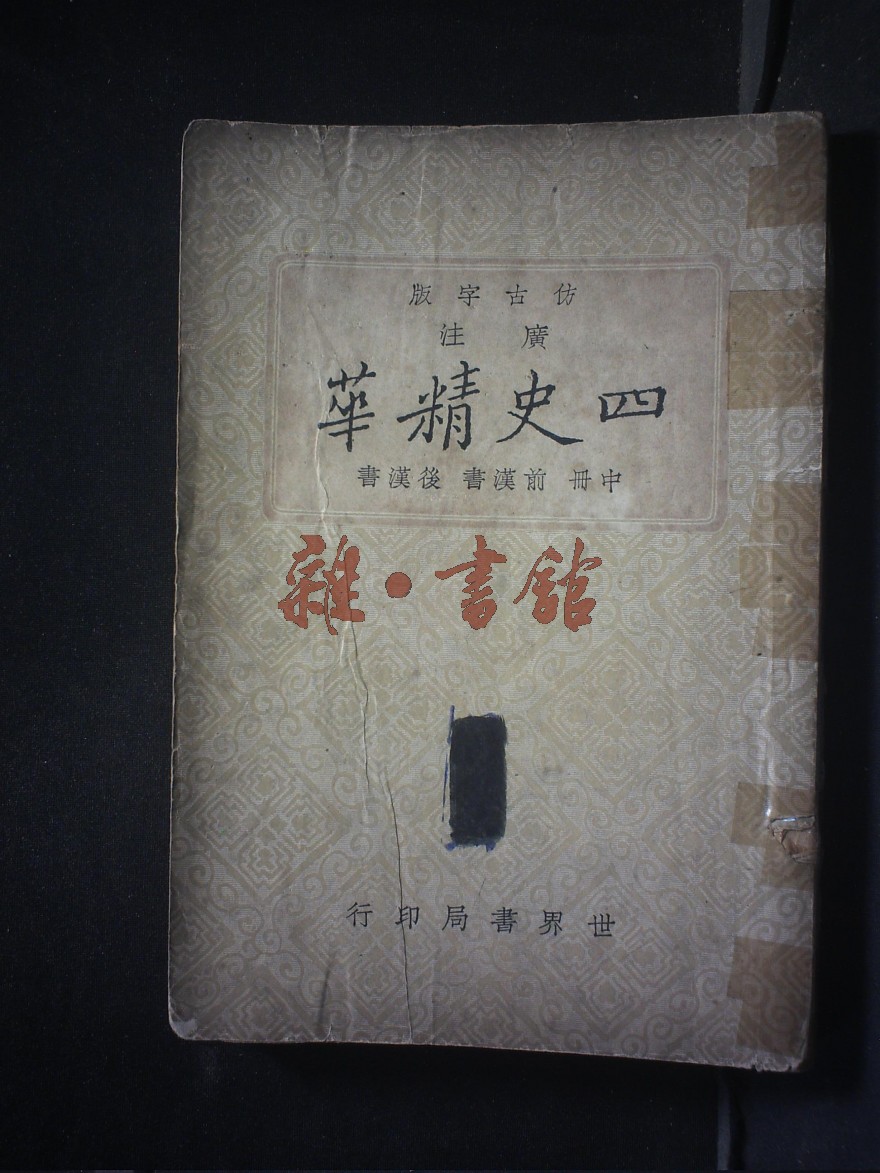 仿古字版
廣注
四史精華
中冊 前漢書 後漢書
雜·書館
世界書局印行